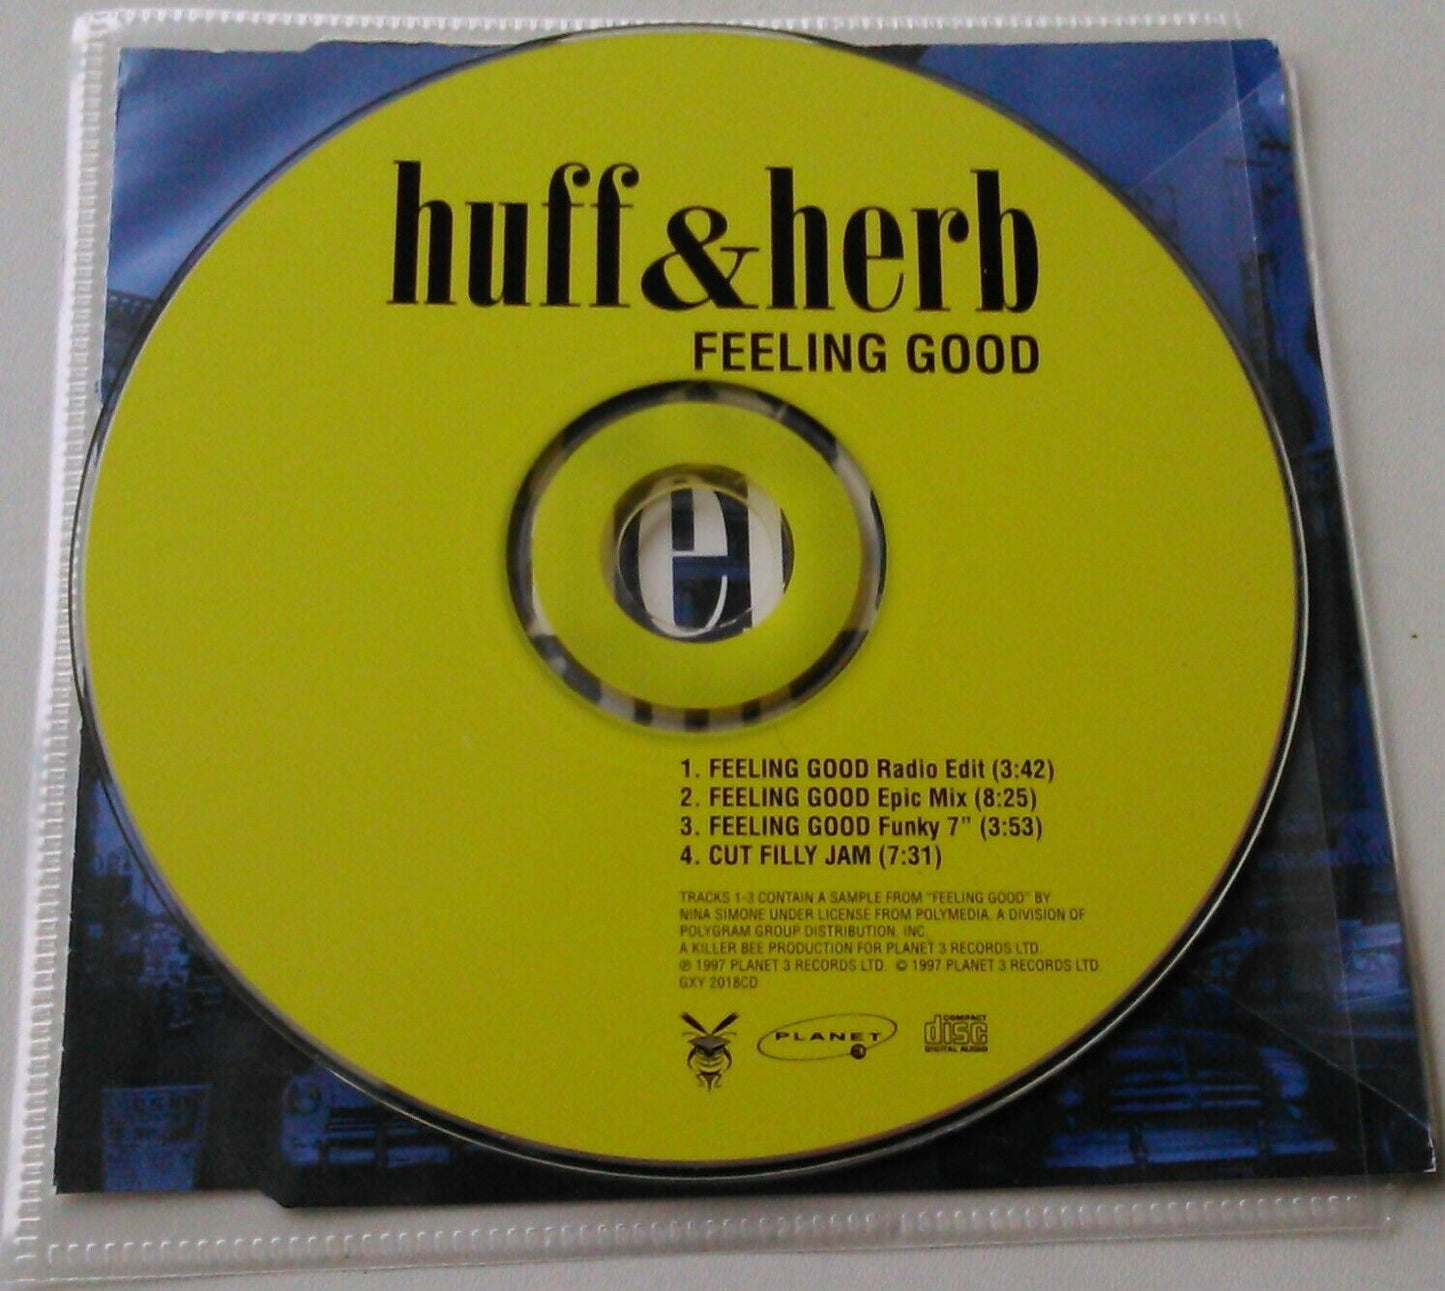 huff&herb
FEELING GOOD
e
1. FEELING GOOD Radio Edit (3:42)
2. FEELING GOOD Epic Mix (8:25)
3. FEELING GOOD Funky 7” (3:53)
4. CUT FILLY JAM (7:31)
TRACKS 1-3 CONTAIN A SAMPLE FROM “FEELING GOOD” BY
NINA SIMONE UNDER LICENSE FROM POLYMEDIA. A DIVISION OF
POLYGRAM GROUP DISTRIBUTION, INC.
A KILLER BEE PRODUCTION FOR PLANET 3 RECORDS LTD.
℗ 1997 PLANET 3 RECORDS LTD. © 1997 PLANET 3 RECORDS LTD
GXY 2018CD
PLANET 3
COMPACT
disc
DIGITAL AUDIO